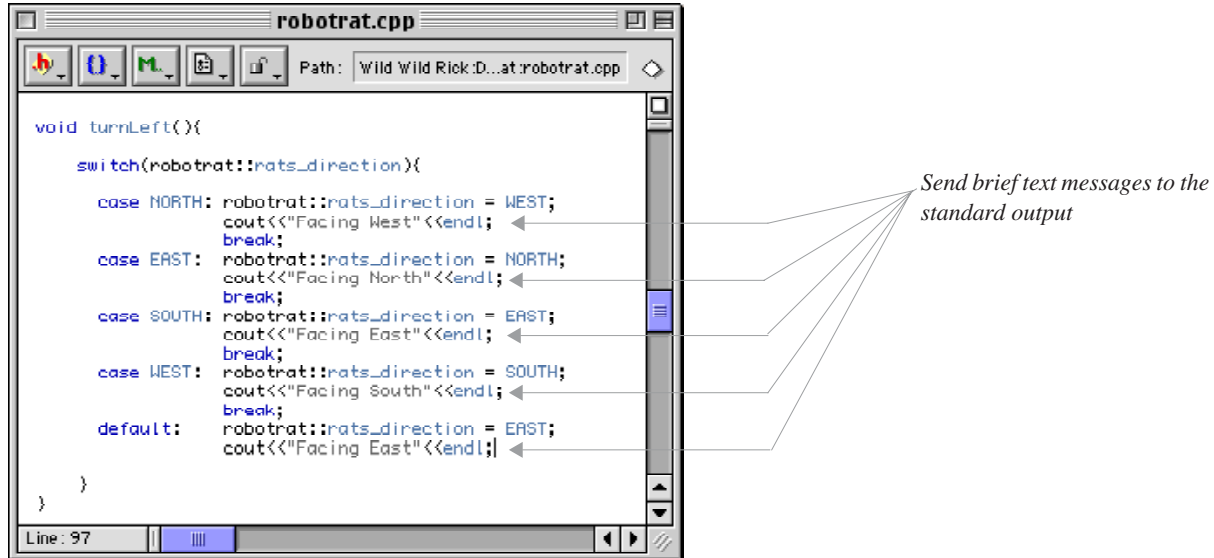 robotrat.cpp
.h {} M. Path: Wild Wild Rick:D...at:robotrat.cpp
void turnLeft(){
switch(robotrat::rats_direction){
case NORTH: robotrat::rats_direction = WEST;
cout<<"Facing West"<<endl;
break;
case EAST: robotrat::rats_direction = NORTH;
cout<<"Facing North"<<endl;
break;
case SOUTH: robotrat::rats_direction = EAST;
cout<<"Facing East"<<endl;
break;
case WEST: robotrat::rats_direction = SOUTH;
cout<<"Facing South"<<endl;
break;
default: robotrat::rats_direction = EAST;
cout<<"Facing East"<<endl;
}
}
Line: 97
Send brief text messages to the
standard output